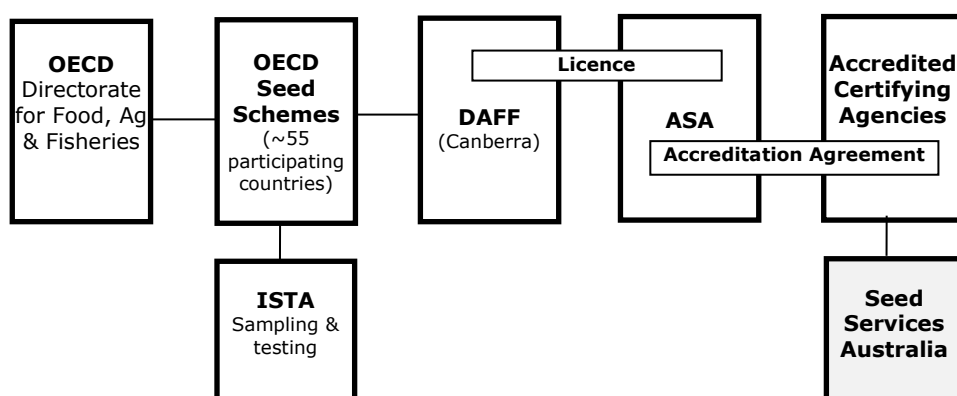 OECD
Directorate
for Food, Ag
& Fisheries
OECD
Seed
Schemes
(~55
participating
countries)
DAFF
(Canberra)
Licence
ASA
Accreditation Agreement
Accredited
Certifying
Agencies
ISTA
Sampling &
testing
Seed
Services
Australia